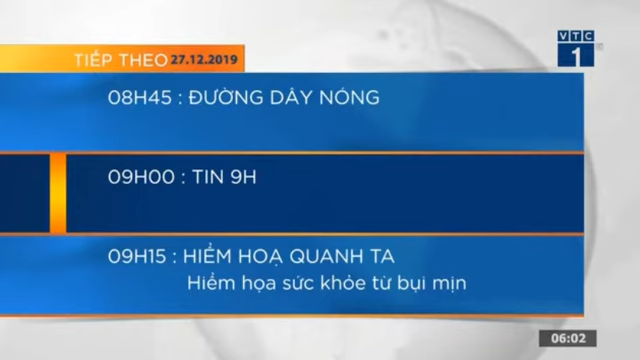 VTC
1
TIẾP THEO 27.12.2019
08H45 : ĐƯỜNG DÂY NÓNG
09H00 : TIN 9H
09H15 : HIỂM HOẠ QUANH TA
Hiểm họa sức khỏe từ bụi mịn
06:02